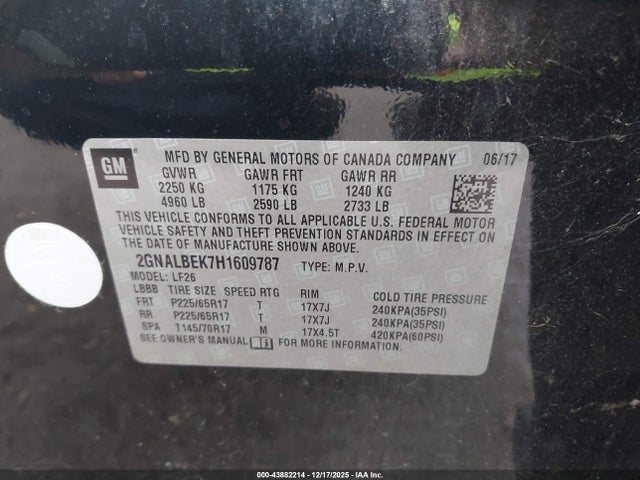 GM
MFD BY GENERAL MOTORS OF CANADA COMPANY 06/17
GVWR GAWR FRT GAWR RR
2250 KG 1175 KG 1240 KG
4960 LB 2590 LB 2733 LB
THIS VEHICLE CONFORMS TO ALL APPLICABLE U.S. FEDERAL MOTOR
VEHICLE SAFETY AND THEFT PREVENTION STANDARDS IN EFFECT ON
THE DATE OF MANUFACTURE SHOWN ABOVE.
2GNALBEK7H1609787 TYPE: M.P.V.
MODEL: LF26
LBBB TIRE SIZE SPEED RTG RIM COLD TIRE PRESSURE
FRT P225/65R17 T 17X7J 240KPA(35PSI)
RR P225/65R17 T 17X7J 240KPA(35PSI)
SPA T145/70R17 M 17X4.5T 420KPA(60PSI)
SEE OWNER'S MANUAL FOR MORE INFORMATION.
000-43882214 - 12/17/2025 - IAA Inc.